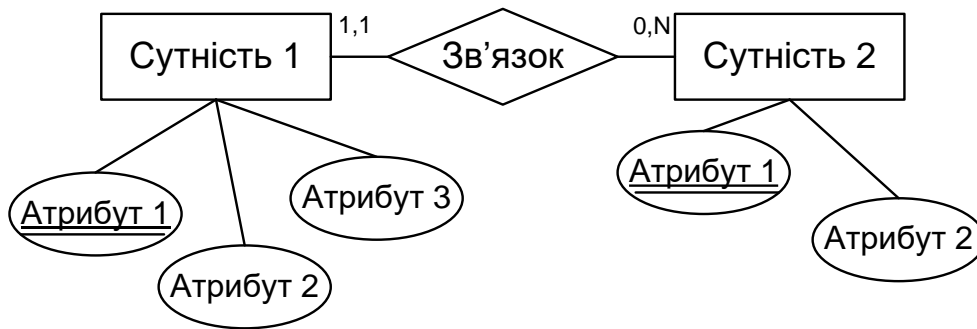 1,1
0,N
Сутність 1
Зв’язок
Сутність 2
Атрибут 1
Атрибут 2
Атрибут 3
Атрибут 1
Атрибут 2